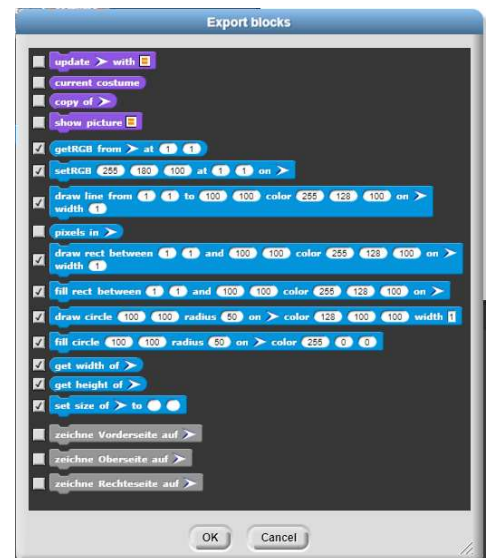 Export blocks
update with
current costume
copy of
show picture
getRGB from at 1 1
setRGB 255 180 100 at 1 1 on
draw line from 1 1 to 100 100 color 255 128 100 on
width 1
pixels in
draw rect between 1 1 and 100 100 color 255 128 100 on
width 1
fill rect between 1 1 and 100 100 color 255 128 100 on
draw circle 100 100 radius 50 on color 128 100 100 width 1
fill circle 100 100 radius 50 on color 255 0 0
get width of
get height of
set size of to
zeichne Vorderseite auf
zeichne Oberseite auf
zeichne Rechteseite auf
OK Cancel